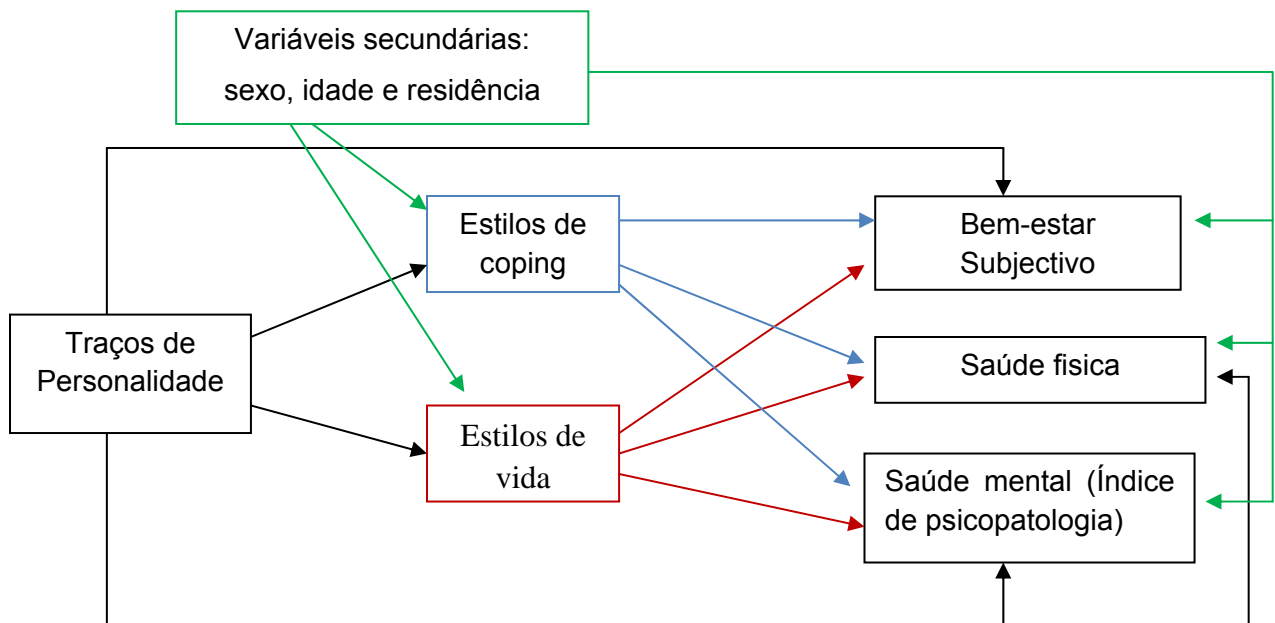 Variáveis secundárias:
sexo, idade e residência
Estilos de
coping
Bem-estar
Subjectivo
Traços de
Personalidade
Saúde fisica
Estilos de
vida
Saúde mental (Índice
de psicopatologia)